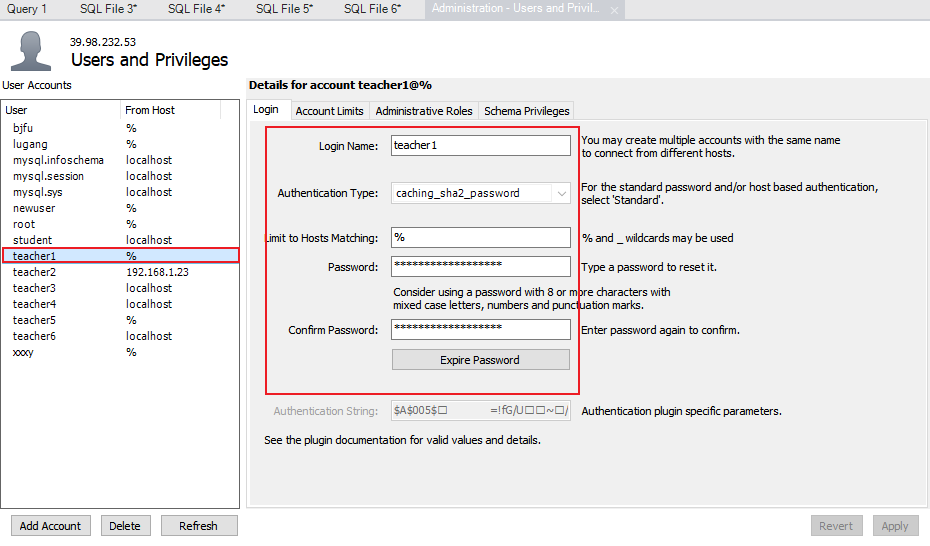 Query 1 SQL File 3* SQL File 4* SQL File 5* SQL File 6* Administration - Users and Privil...
39.98.232.53
Users and Privileges
User Accounts
User From Host
bjfu %
lugang %
mysql.infoschema localhost
mysql.session localhost
mysql.sys localhost
newuser %
root %
student localhost
teacher1 %
teacher2 192.168.1.23
teacher3 localhost
teacher4 localhost
teacher5 %
teacher6 localhost
xxxy %
Add Account Delete Refresh
Details for account teacher1@%
Login Account Limits Administrative Roles Schema Privileges
Login Name: teacher1 You may create multiple accounts with the same name
to connect from different hosts.
Authentication Type: caching_sha2_password For the standard password and/or host based authentication,
select 'Standard'.
Limit to Hosts Matching: % % and _ wildcards may be used
Password: ****************** Type a password to reset it.
Consider using a password with 8 or more characters with
mixed case letters, numbers and punctuation marks.
Confirm Password: ****************** Enter password again to confirm.
Expire Password
Authentication String: $A$005$□ =!fG/U□□~□/ Authentication plugin specific parameters.
See the plugin documentation for valid values and details.
Revert Apply